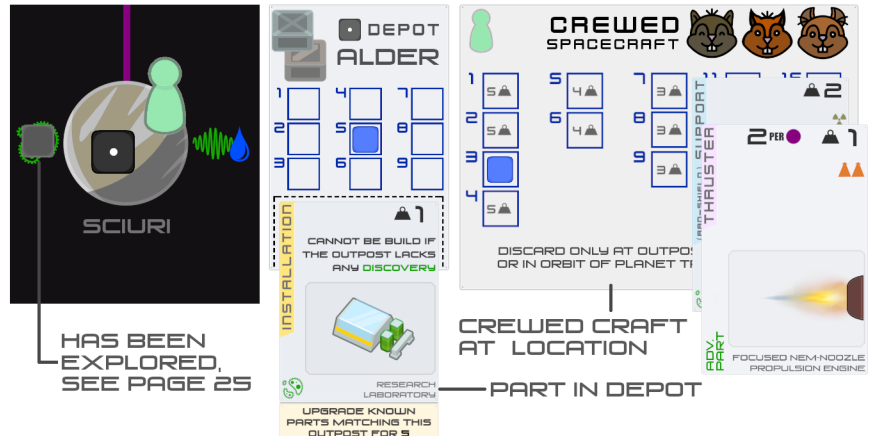 SCIURI
HAS BEEN
EXPLORED,
SEE PAGE 25
DEPOT
ALDER
1 4 7
2 5 8
3 6 9
INSTALLATION
1
CANNOT BE BUILD IF
THE OUTPOST LACKS
ANY DISCOVERY
RESEARCH
LABORATORY
UPGRADE KNOWN
PARTS MATCHING THIS
OUTPOST FOR 5
PART IN DEPOT
CREWED
SPACECRAFT
1 5 4 5 4 7 3
2 5 6 4 8 3
3 9 3
4 5
DISCARD ONLY AT OUTPOS
OR IN ORBIT OF PLANET
CREWED CRAFT
AT LOCATION
SUPPORT
2
THRUSTER
2 PER 1
ADV.
PART
FOCUSED NEM-NOOZLE
PROPULSION ENGINE